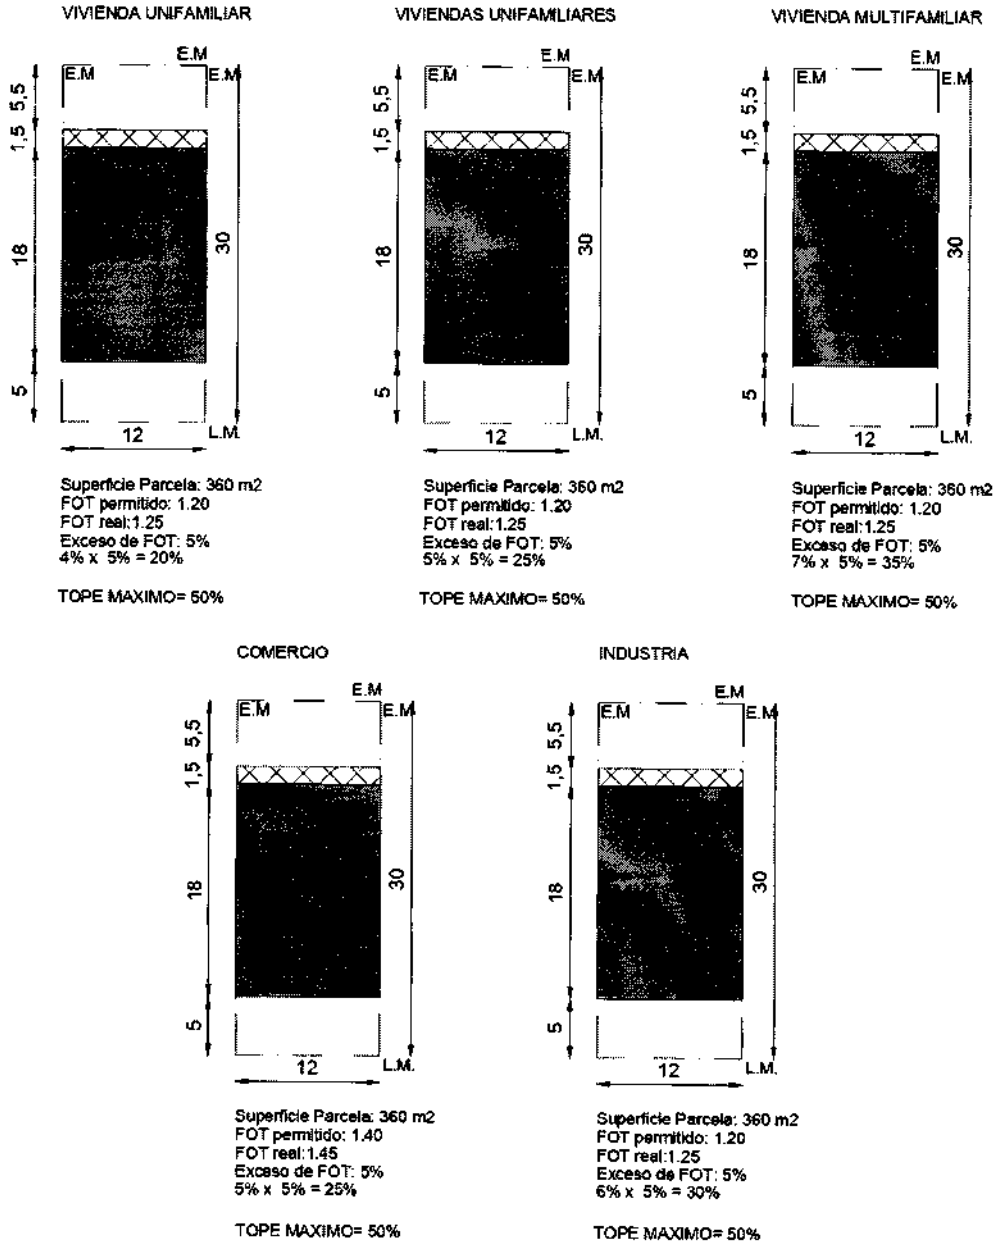 VIVIENDA UNIFAMILIAR
E.M
E.M
E.M
5,5
1,5
18
5
30
12
L.M.
Superficie Parcela: 360 m2
FOT permitido: 1.20
FOT real:1.25
Exceso de FOT: 5%
4% x 5% = 20%
TOPE MAXIMO= 50%
VIVIENDAS UNIFAMILIARES
E.M
E.M
E.M
5,5
1,5
18
5
30
12
L.M.
Superficie Parcela: 360 m2
FOT permitido: 1.20
FOT real:1.25
Exceso de FOT: 5%
5% x 5% = 25%
TOPE MAXIMO= 50%
VIVIENDA MULTIFAMILIAR
E.M
E.M
E.M
5,5
1,5
18
5
30
12
L.M.
Superficie Parcela: 360 m2
FOT permitido: 1.20
FOT real:1.25
Exceso de FOT: 5%
7% x 5% = 35%
TOPE MAXIMO= 50%
COMERCIO
E.M
E.M
E.M
5,5
1,5
18
5
30
12
L.M.
Superficie Parcela: 360 m2
FOT permitido: 1.40
FOT real:1.45
Exceso de FOT: 5%
5% x 5% = 25%
TOPE MAXIMO= 50%
INDUSTRIA
E.M
E.M
E.M
5,5
1,5
18
5
30
12
L.M.
Superficie Parcela: 360 m2
FOT permitido: 1.20
FOT real:1.25
Exceso de FOT: 5%
6% x 5% = 30%
TOPE MAXIMO= 50%